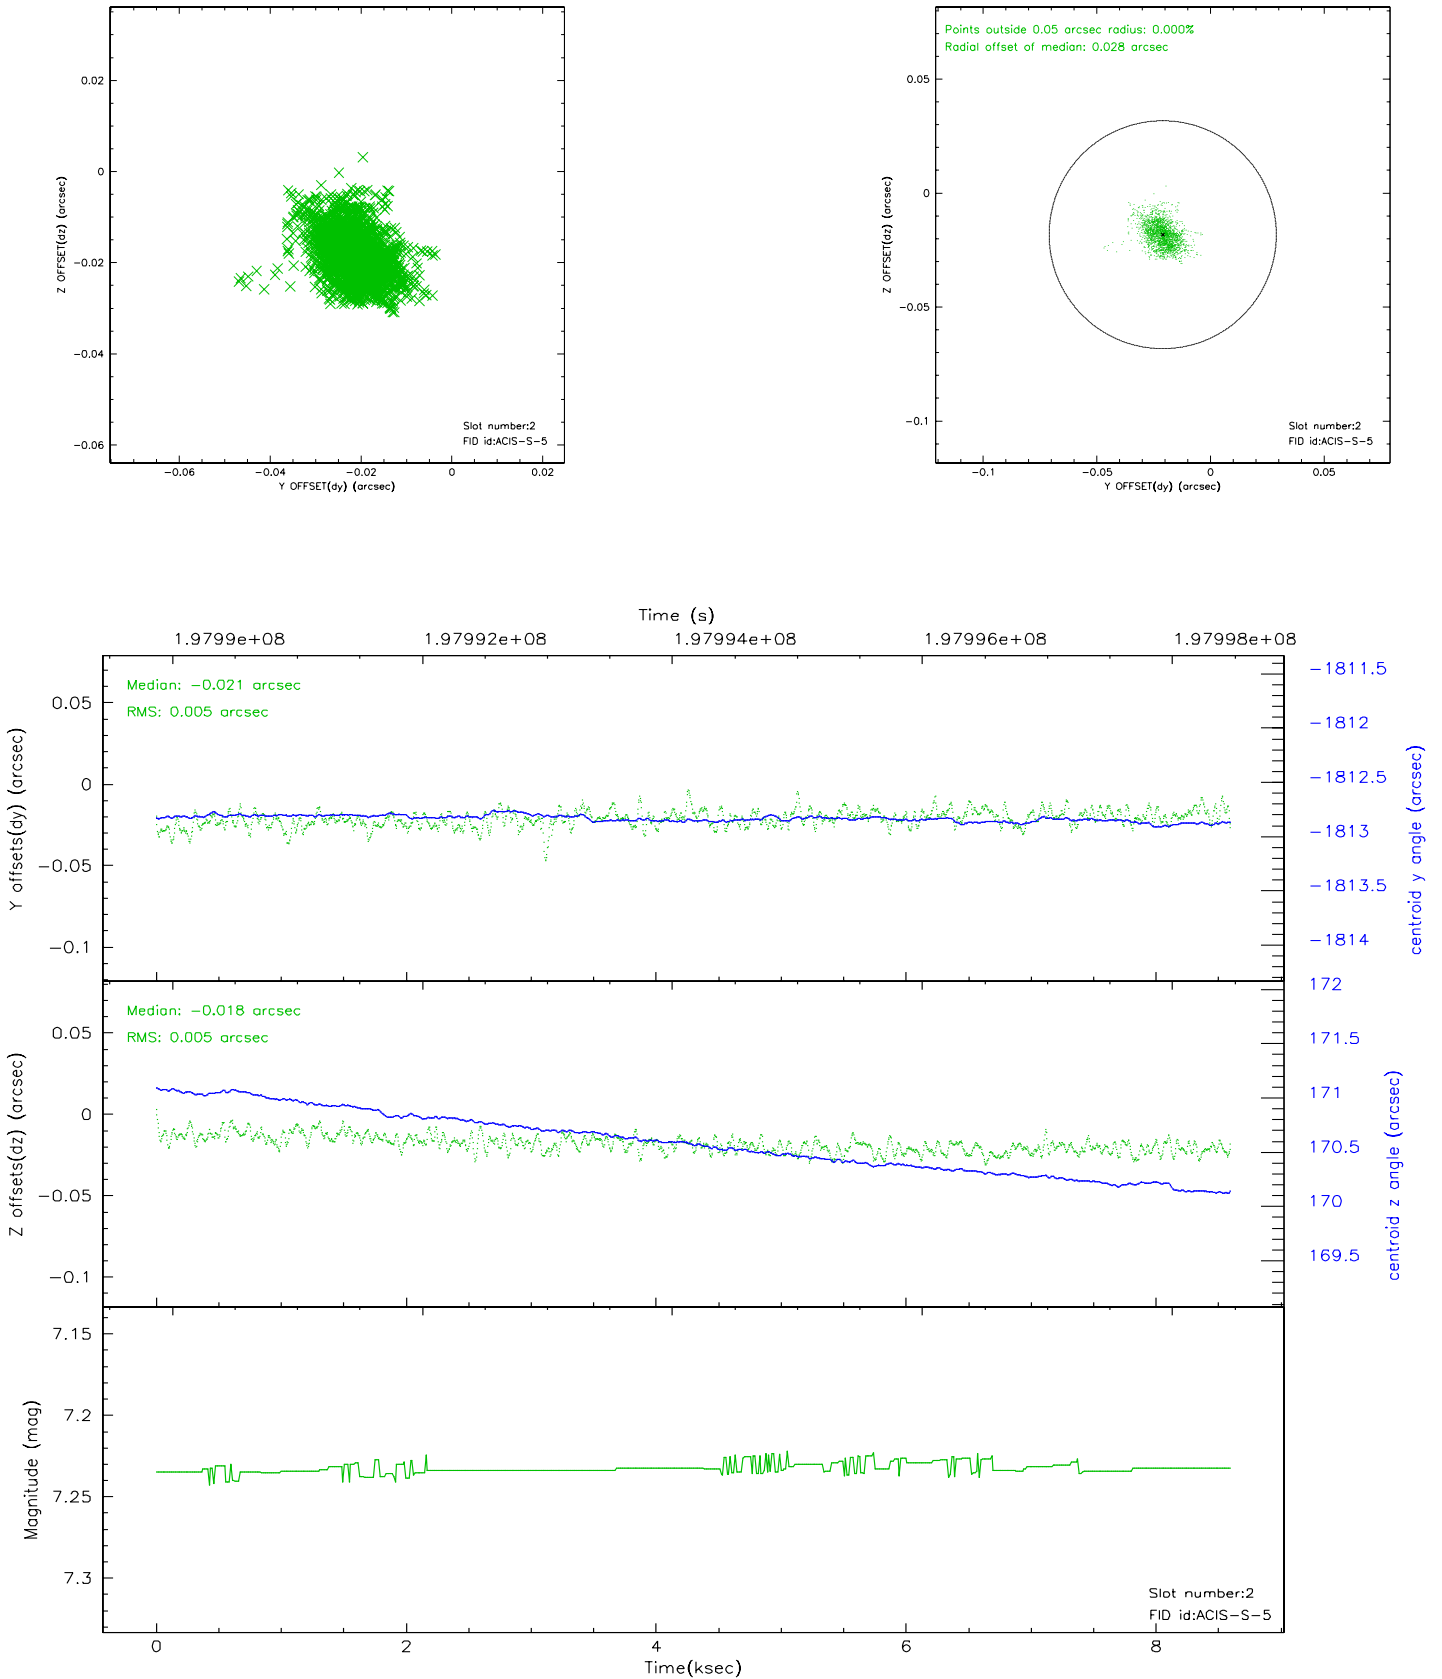 0.02
0
−0.02
−0.04
−0.06
Z OFFSET(dz) (arcsec)
Slot number:2
FID id:ACIS−S−5
−0.06 −0.04 −0.02 0 0.02
Y OFFSET(dy) (arcsec)
Points outside 0.05 arcsec radius: 0.000%
Radial offset of median: 0.028 arcsec
0.05
0
−0.05
−0.1
Z OFFSET(dz) (arcsec)
Slot number:2
FID id:ACIS−S−5
−0.1 −0.05 0 0.05
Y OFFSET(dy) (arcsec)
Time (s)
1.9799e+08 1.97992e+08 1.97994e+08 1.97996e+08 1.97998e+08
Median: −0.021 arcsec
RMS: 0.005 arcsec
0.05
0
−0.05
−0.1
Y offsets(dy) (arcsec)
−1811.5
−1812
−1812.5
−1813
−1813.5
−1814
centroid y angle (arcsec)
Median: −0.018 arcsec
RMS: 0.005 arcsec
0.05
0
−0.05
−0.1
Z offsets(dz) (arcsec)
172
171.5
171
170.5
170
169.5
centroid z angle (arcsec)
7.15
7.2
7.25
7.3
Magnitude (mag)
Slot number:2
FID id:ACIS−S−5
0 2 4 6 8
Time(ksec)